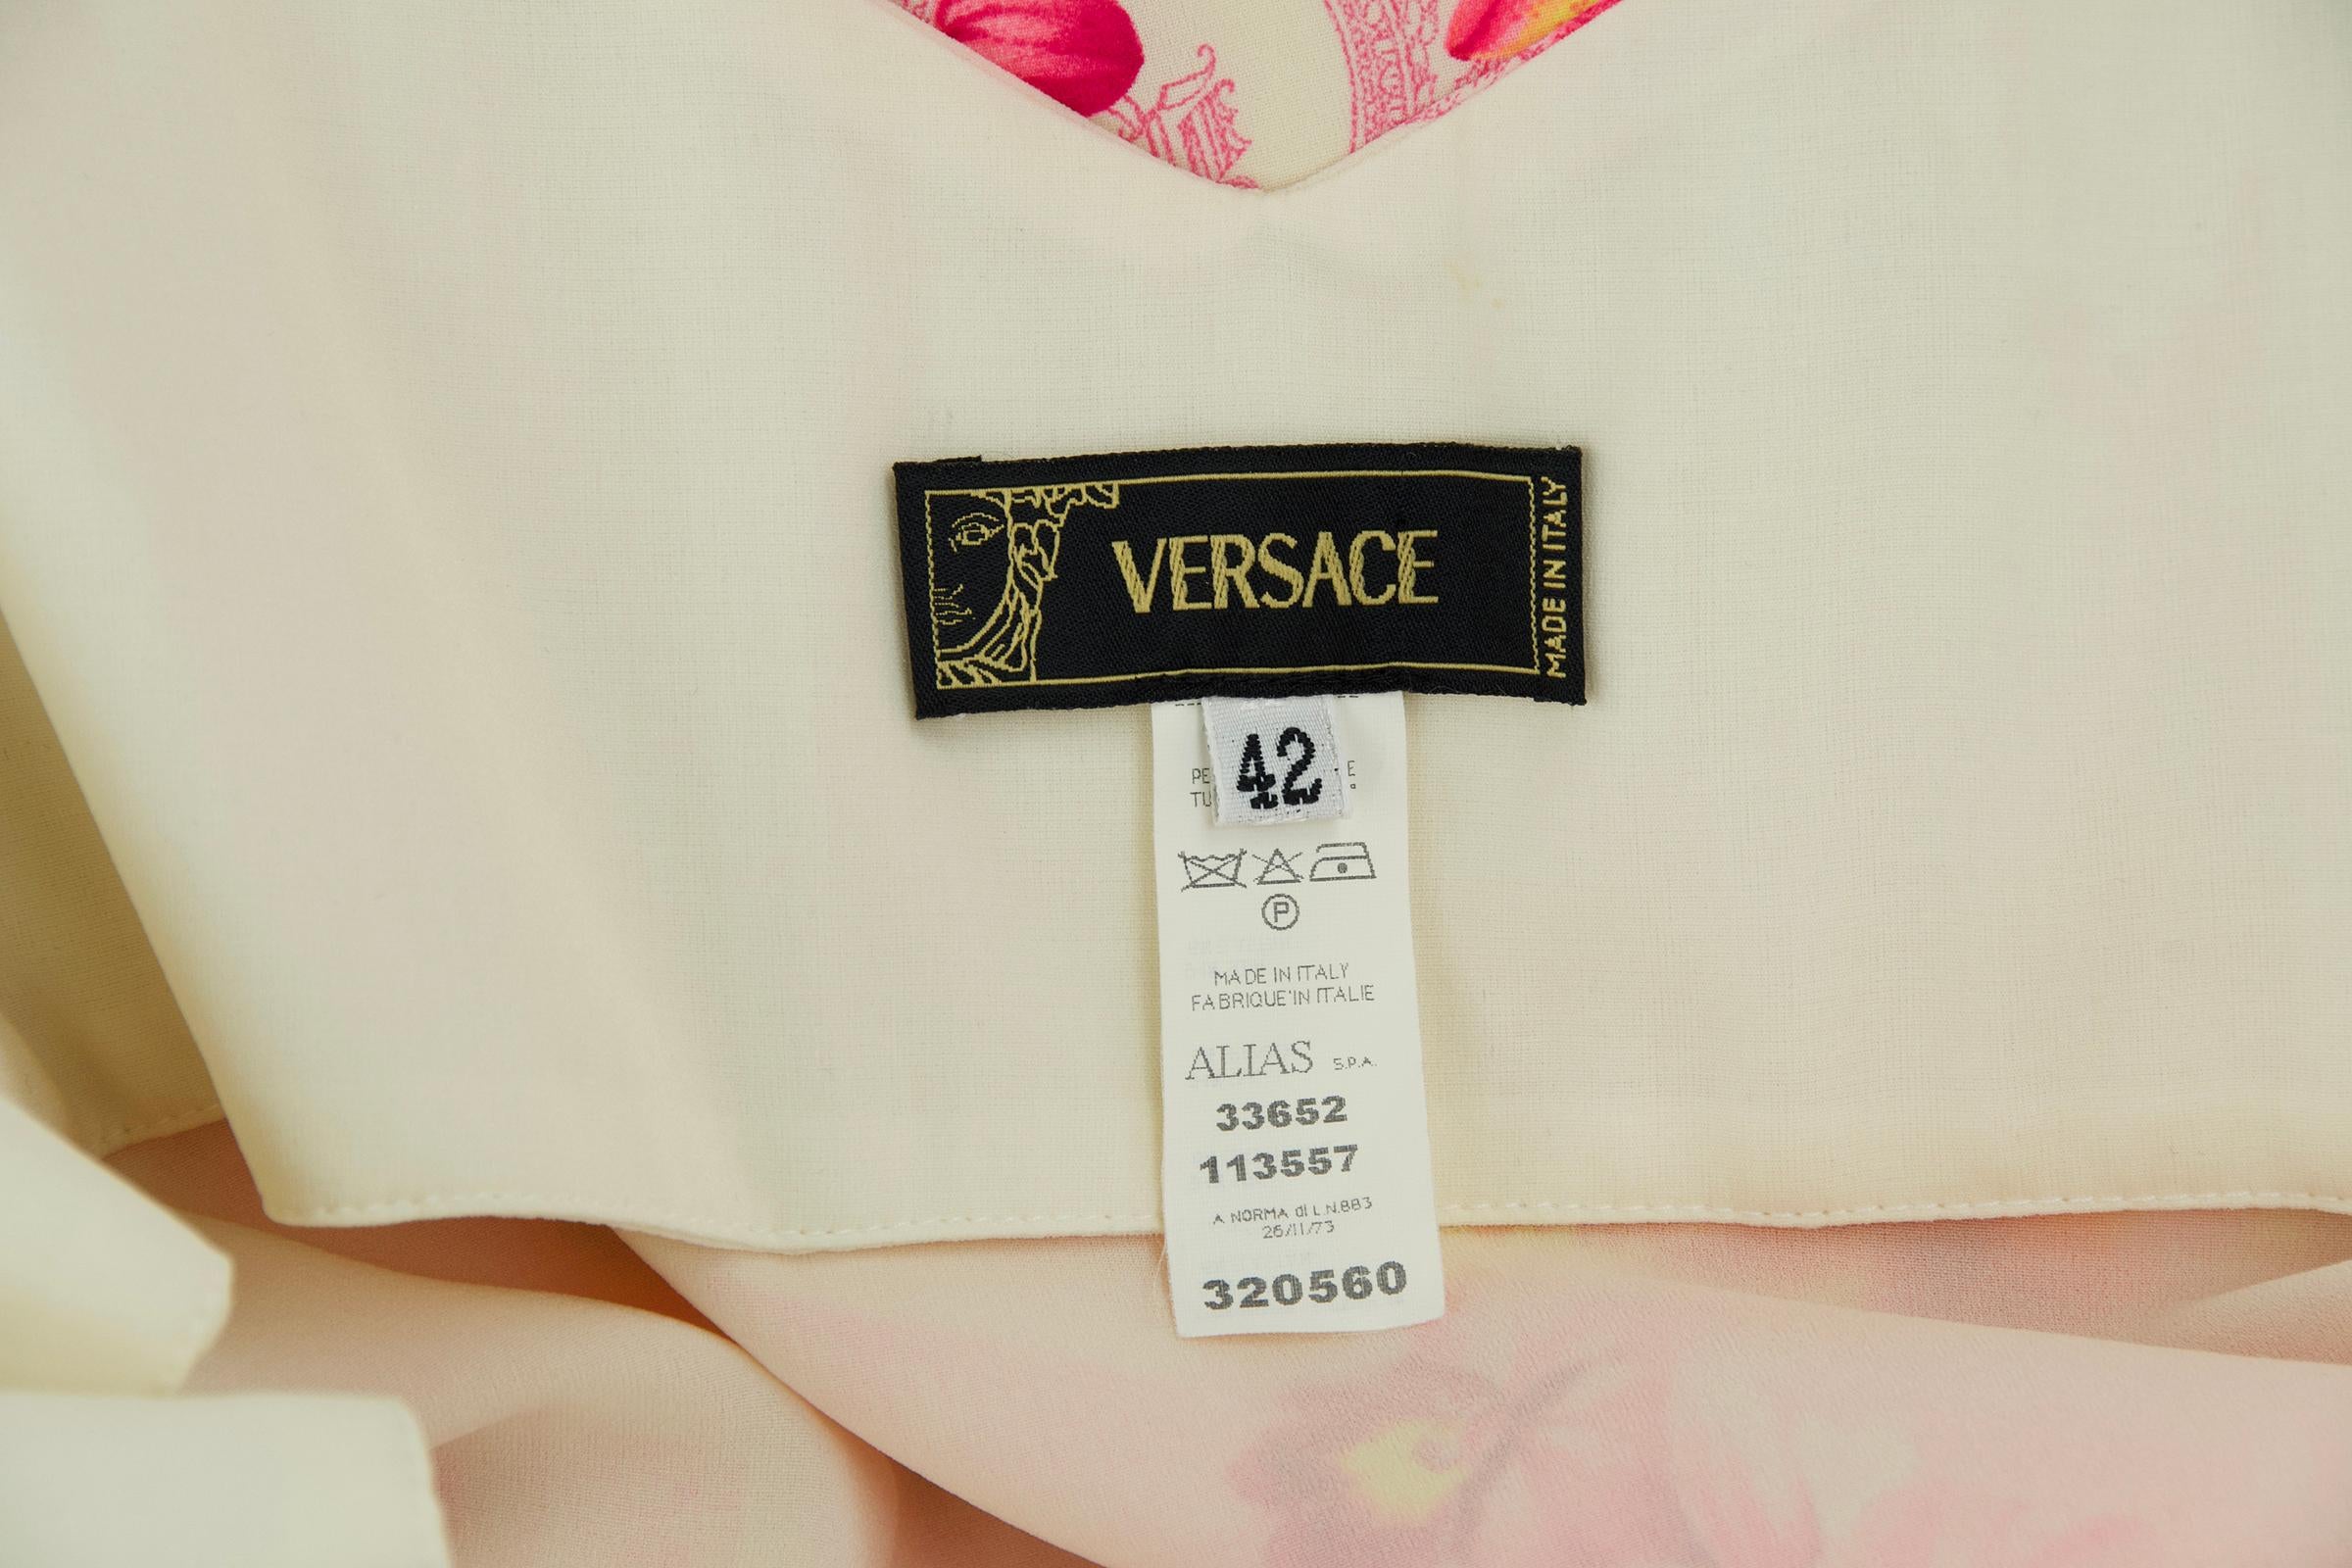 VERSACE
MADE IN ITALY
42
P
MADE IN ITALY
FABRIQUE'IN ITALIE
ALIAS S.P.A.
33652
113557
A NORMA di L.N.883
26/11/73
320560